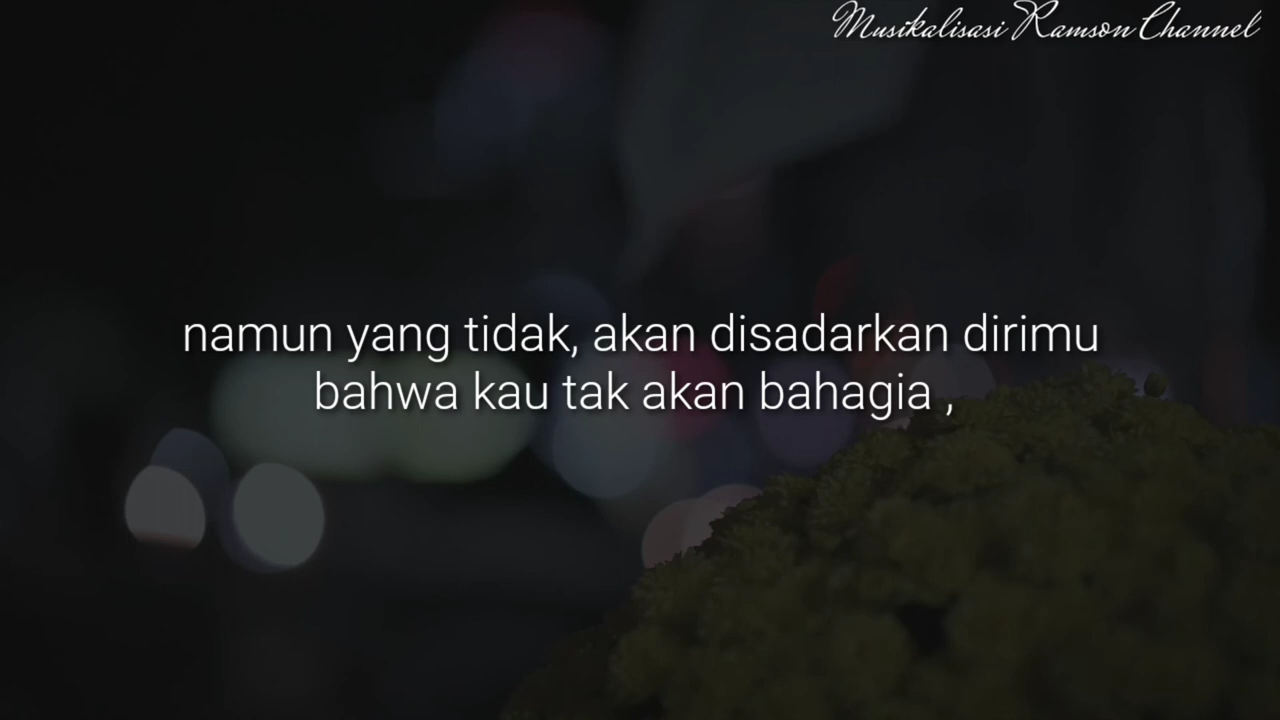 Musikalisasi Ramson Channel
namun yang tidak, akan disadarkan dirimu
bahwa kau tak akan bahagia ,